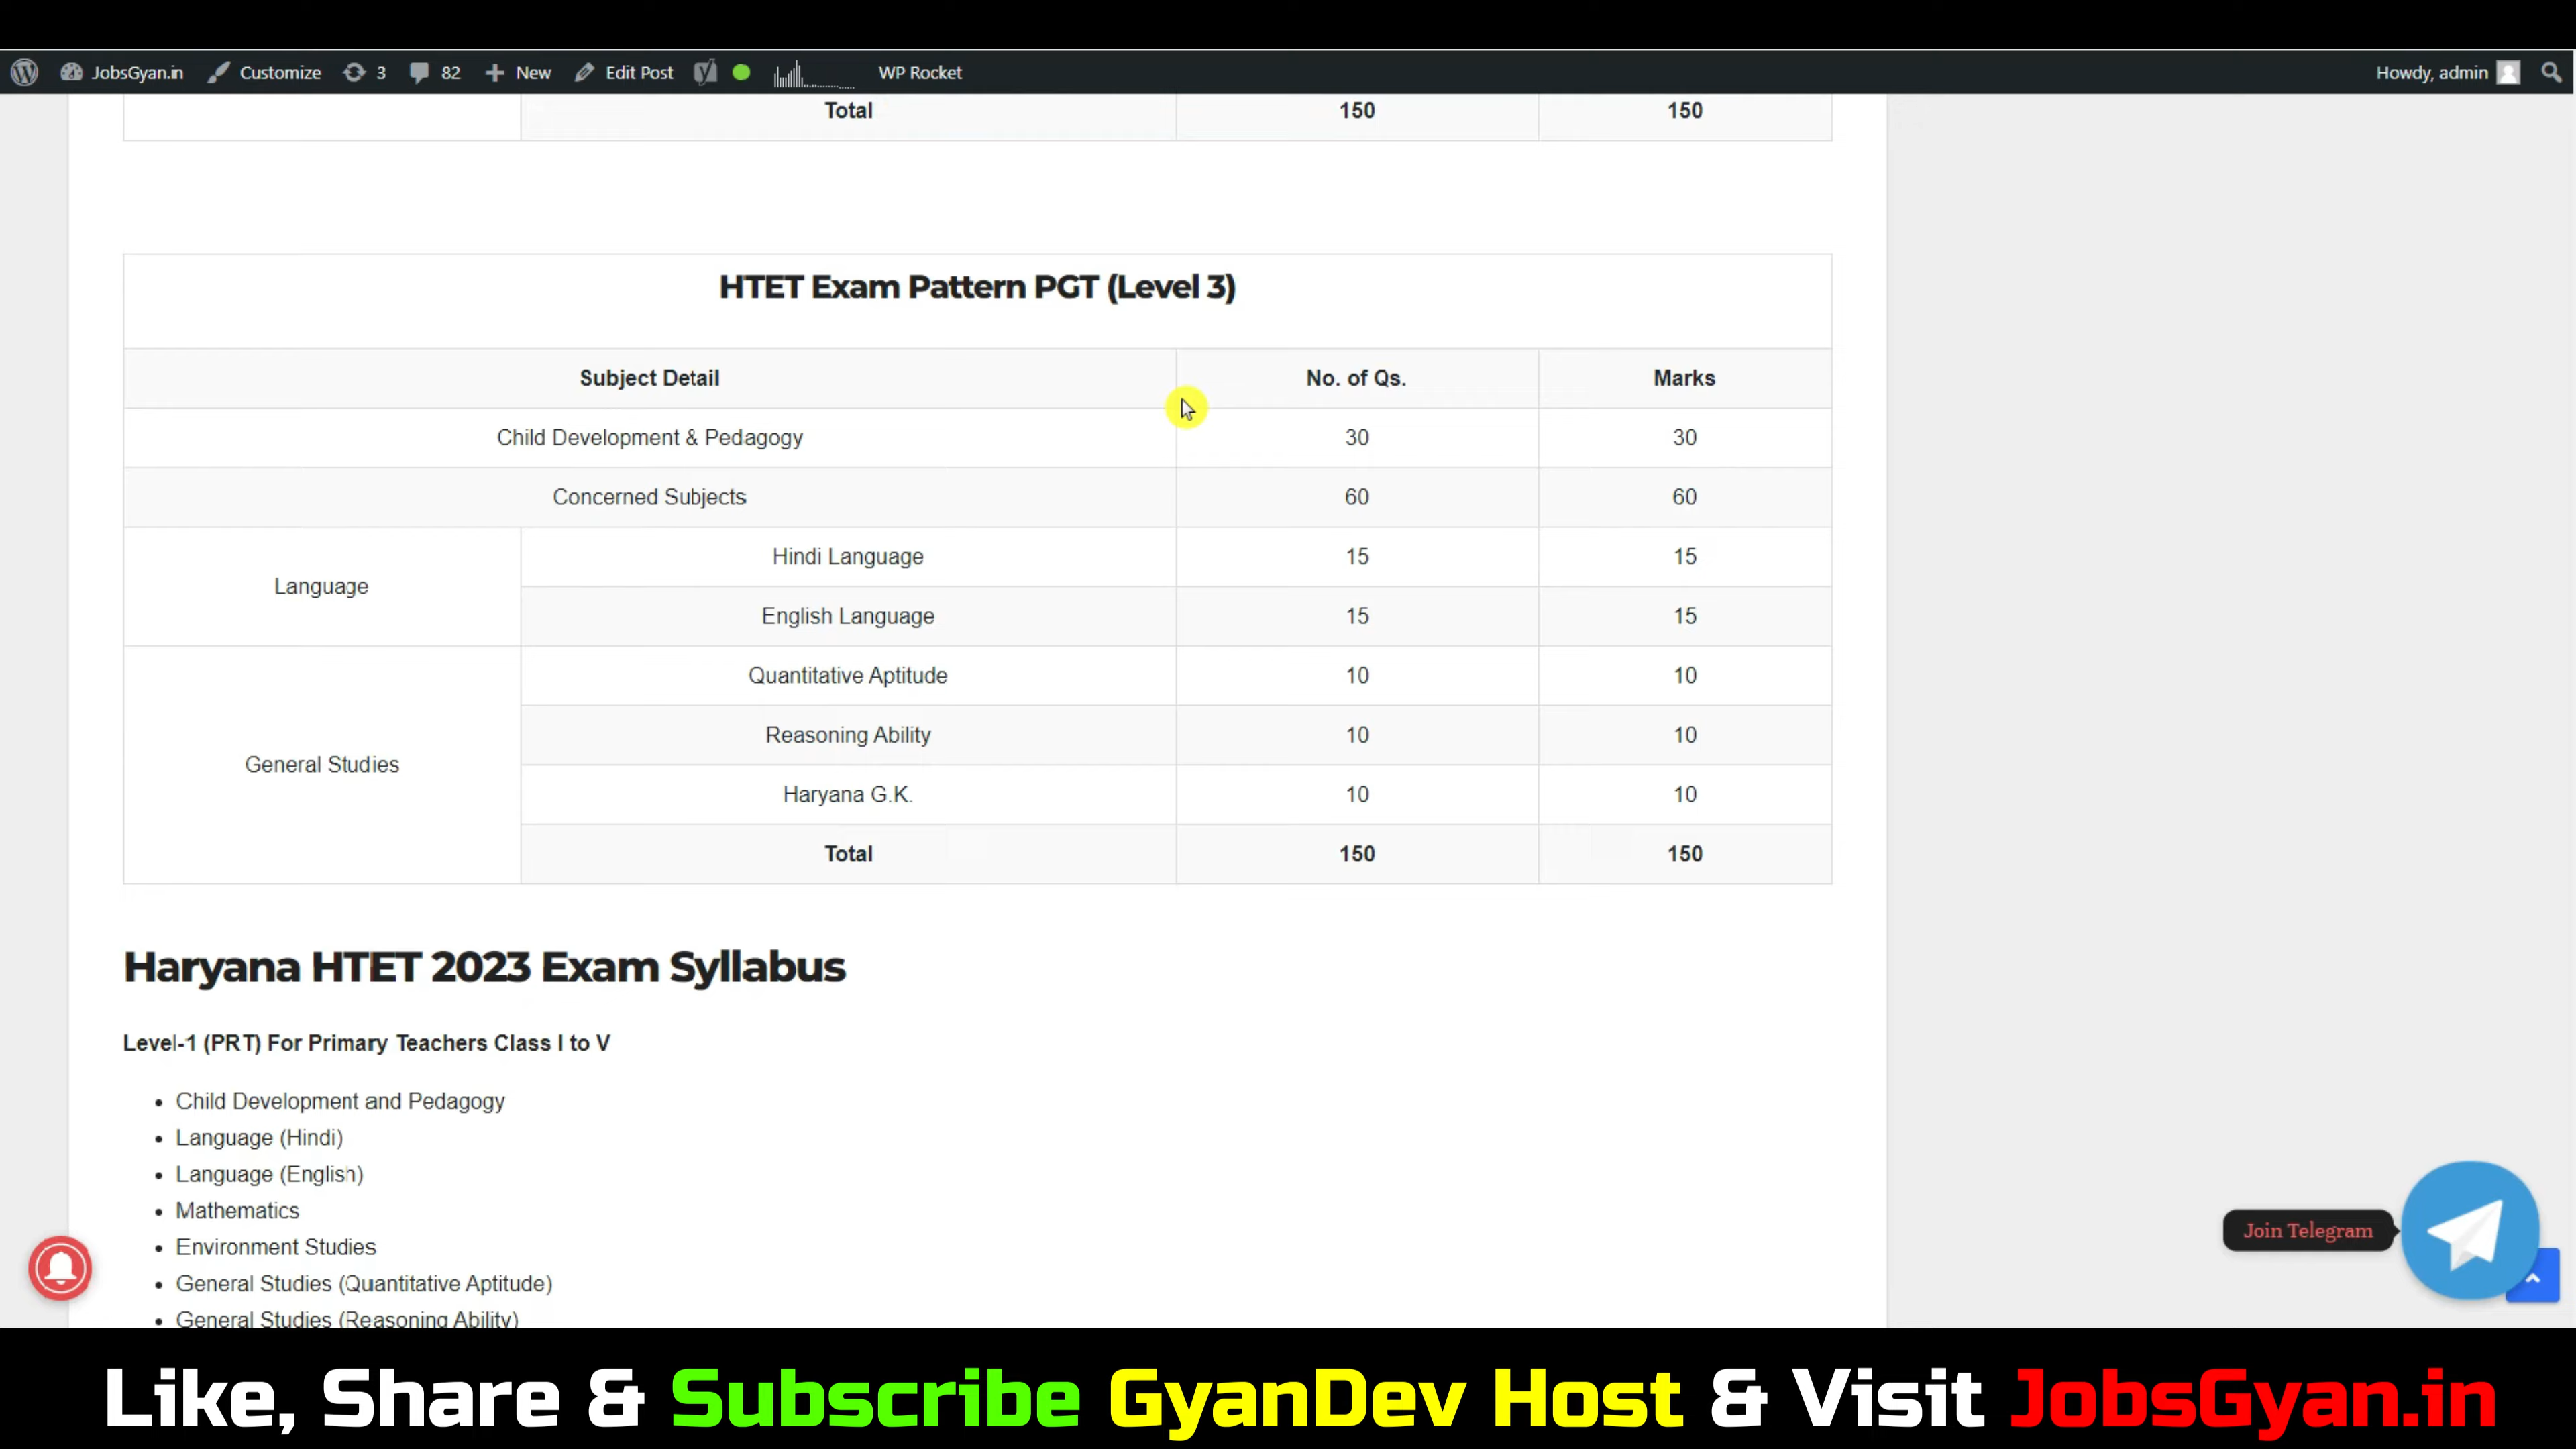 JobsGyan.in Customize 3 82 New Edit Post WP Rocket Howdy, admin
Total 150 150
HTET Exam Pattern PGT (Level 3)
Subject Detail No. of Qs. Marks
Child Development & Pedagogy 30 30
Concerned Subjects 60 60
Language Hindi Language 15 15
English Language 15 15
General Studies Quantitative Aptitude 10 10
Reasoning Ability 10 10
Haryana G.K. 10 10
Total 150 150
Haryana HTET 2023 Exam Syllabus
Level-1 (PRT) For Primary Teachers Class I to V
• Child Development and Pedagogy
• Language (Hindi)
• Language (English)
• Mathematics
• Environment Studies
• General Studies (Quantitative Aptitude)
• General Studies (Reasoning Ability)
Join Telegram
Like, Share & Subscribe GyanDev Host & Visit JobsGyan.in